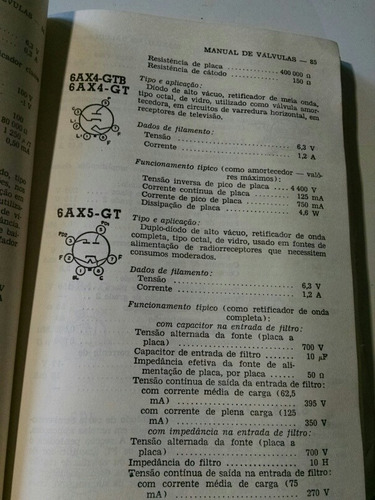 MANUAL DE VÁLVULAS — 85
Resistência de placa .............. 400 000 Ω
Resistência de cátodo ............. 150 Ω
6AX4-GTB
6AX4-GT
Tipo e aplicação:
Díodo de alto vácuo, retificador de meia onda,
tipo octal, de vidro, utilizado como válvula amor-
tecedora, em circuitos de varredura horizontal, em
receptores de televisão.
Dados de filamento:
Tensão .............................. 6,3 V
Corrente ............................ 1,2 A
Funcionamento típico (como amortecedor — valô-
res máximos):
Tensão inversa de pico de placa ... 4 400 V
Corrente contínua de placa ........ 125 mA
Corrente de pico de placa ......... 750 mA
Dissipação de placa ............... 4,6 W
6AX5-GT
Tipo e aplicação:
Duplo-díodo de alto vácuo, retificador de onda
completa, tipo octal, de vidro, usado em fontes de
alimentação de radiorreceptores que necessitem
consumos moderados.
Dados de filamento:
Tensão .............................. 6,3 V
Corrente ............................ 1,2 A
Funcionamento típico (como retificador de onda
completa):
com capacitor na entrada de filtro:
Tensão alternada da fonte (placa a
placa) .............................. 700 V
Capacitor de entrada de filtro ...... 10 µF
Impedância efetiva da fonte de ali-
mentação de placa, por placa ...... 50 Ω
Tensão contínua de saída da entrada de filtro:
com corrente média de carga (62,5
mA) ............................... 395 V
com corrente de plena carga (125
mA) ............................... 350 V
com impedância na entrada de filtro:
Tensão alternada da fonte (placa a
placa) .............................. 700 V
Impedância do filtro ................ 10 H
Tensão contínua de saída na entrada de filtro:
com corrente média de carga (75
mA) ............................... 270 V